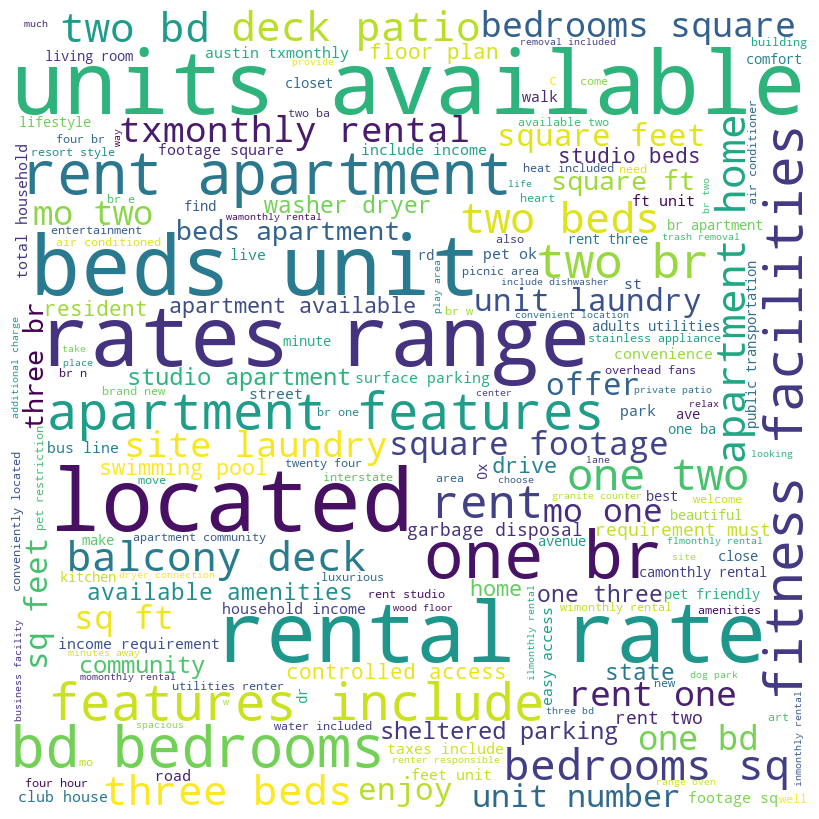 much
two bd
deck patio
bedrooms square
removal included
building
living room
austin txmonthly
floor plan
provide
comfort
units available
closet
two ba
C
come
walk
lifestyle
four br
way
txmonthly rental
available two
square feet
resort style
footage square
include income
studio beds
total household
rent apartment
heat included
need
air conditioner
mo two
br e
find
washer dryer
life
square ft
heart
ft unit
br two
apartment home
fitness facilities
entertainment
wamonthly rental
two beds
br apartment
air conditioned
beds apartment
rd
also
rent three
trash removal
beds unit
live
pet ok
two br
picnic area
st
play area
include dishwasher
public transportation
resident
apartment available
br w
unit laundry
convenient location
adults utilities
three br
rates range
minute
stainless appliance
additional charge
take
place
br n
studio apartment
surface parking
convenience
overhead fans
brand new
street
center
offer
private patio
park
relax
apartment features
br one
ave
one ba
bus line
site laundry
square footage
lane
looking
swimming pool
twenty four
0x
drive
one two
pet restriction
move
interstate
area
choose
granite counter
best
welcome
conveniently located
located
rent
mo one
beautiful
make
apartment community
garbage disposal
requirement must
one br
avenue
site
close
sq feet
balcony deck
kitchen
dryer connection
luxurious
camonthly rental
available amenities
rent studio
home
one three
pet friendly
sq ft
household income
wood floor
wimonthly rental
amenities
income requirement
rental rate
ilmonthly rental
easy access
minutes away
business facility
community
controlled access
state
dog park
momonthly rental
utilities renter
dr
new
features include
w
rent one
three bd
spacious
water included
sheltered parking
rent two
art
inmonthly rental
bd bedrooms
one bd
mo
road
taxes include
renter responsible
bedrooms sq
four hour
feet unit
range oven
club house
three beds
enjoy
unit number
footage sq
well
flmonthly rental